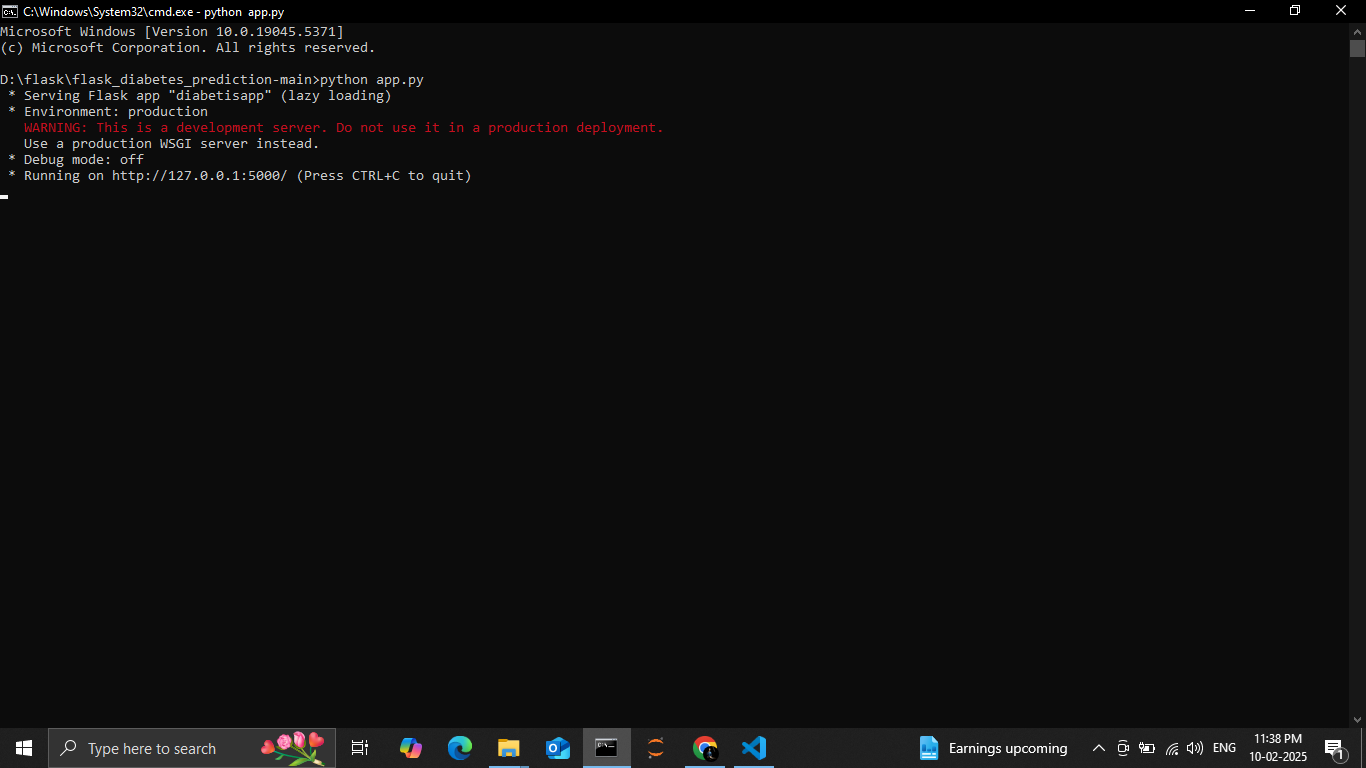 C:\Windows\System32\cmd.exe - python  app.py
Microsoft Windows [Version 10.0.19045.5371]
(c) Microsoft Corporation. All rights reserved.
D:\flask\flask_diabetes_prediction-main>python app.py
 * Serving Flask app "diabetisapp" (lazy loading)
 * Environment: production
   WARNING: This is a development server. Do not use it in a production deployment.
   Use a production WSGI server instead.
 * Debug mode: off
 * Running on http://127.0.0.1:5000/ (Press CTRL+C to quit)
Type here to search
Earnings upcoming
ENG
11:38 PM
10-02-2025
1